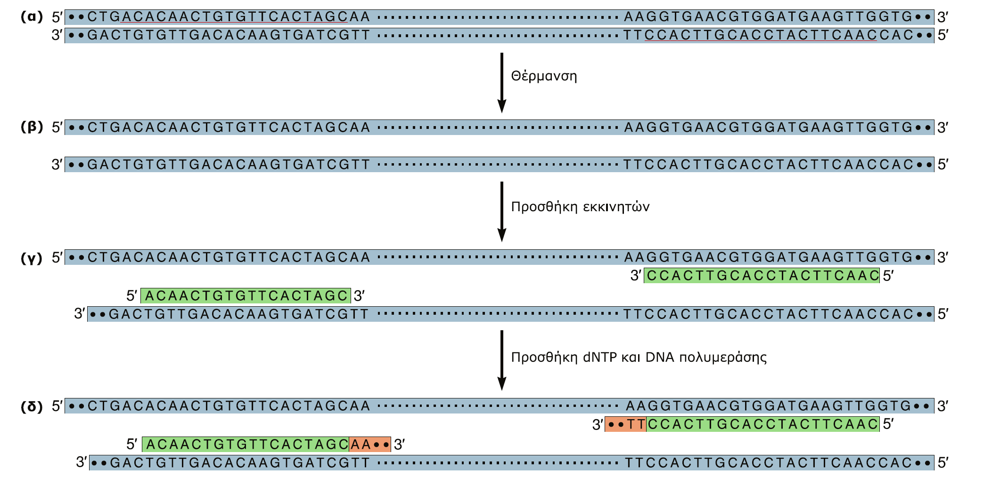 (α) 5′ ••CTGACACAACTGTGTTCACTAGCAA ······ AAGGTGAACGTGGATGAAGTTGGTG•• 3′
3′ ••GACTGTGTTGACACAAGTGATCGTT ······ TTCCACTTGCACCTACTTCAACCAC•• 5′
Θέρμανση
(β) 5′ ••CTGACACAACTGTGTTCACTAGCAA ······ AAGGTGAACGTGGATGAAGTTGGTG•• 3′
3′ ••GACTGTGTTGACACAAGTGATCGTT ······ TTCCACTTGCACCTACTTCAACCAC•• 5′
Προσθήκη εκκινητών
(γ) 5′ ••CTGACACAACTGTGTTCACTAGCAA ······ AAGGTGAACGTGGATGAAGTTGGTG•• 3′
3′ CCACTTGCACCTACTTCAAC 5′
5′ ACAACTGTGTTCACTAGC 3′
3′ ••GACTGTTGACACAAGTGATCGTT ······ TTCCACTTGCACCTACTTCAACCAC•• 5′
Προσθήκη dNTP και DNA πολυμεράσης
(δ) 5′ ••CTGACACAACTGTGTTCACTAGCAA ······ AAGGTGAACGTGGATGAAGTTGGTG•• 3′
3′ ••TTCCACTTGCACCTACTTCAAC 5′
5′ ACAACTGTGTTCACTAGCAA•• 3′
3′ ••GACTGTTGACACAAGTGATCGTT ······ TTCCACTTGCACCTACTTCAACCAC•• 5′